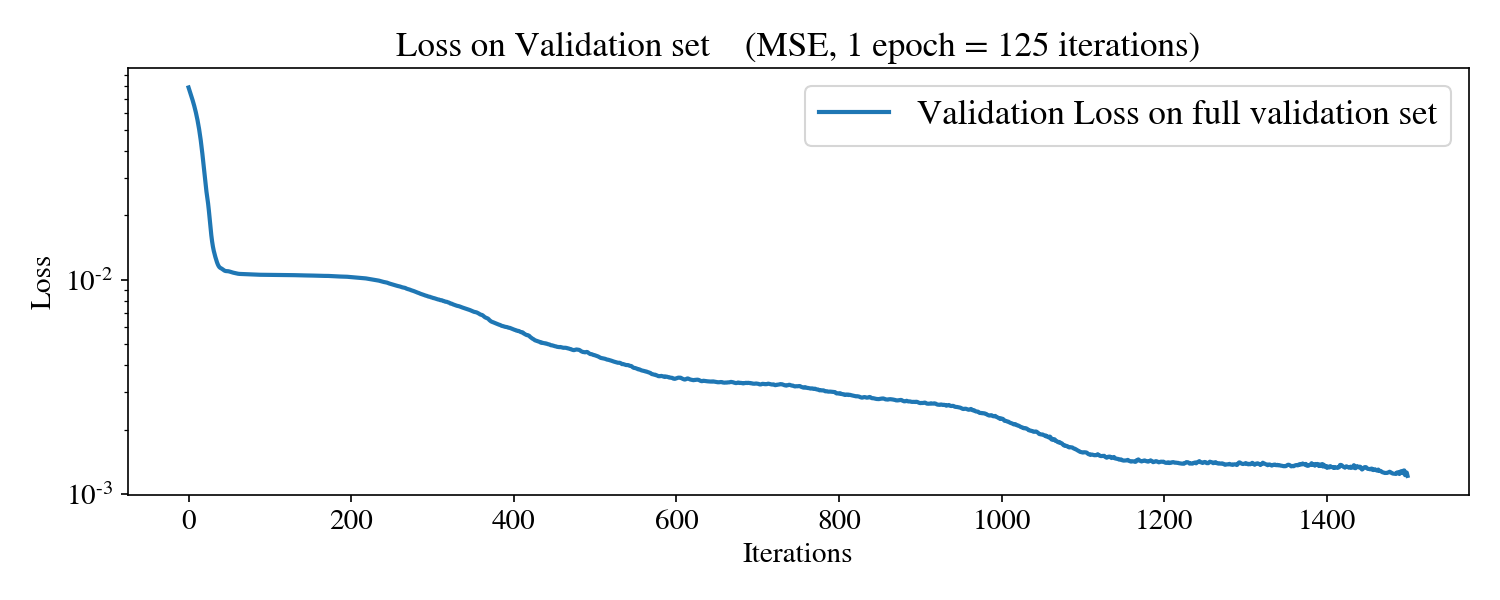 Loss on Validation set (MSE, 1 epoch = 125 iterations)
Validation Loss on full validation set
Loss
10⁻²
10⁻³
0 200 400 600 800 1000 1200 1400
Iterations